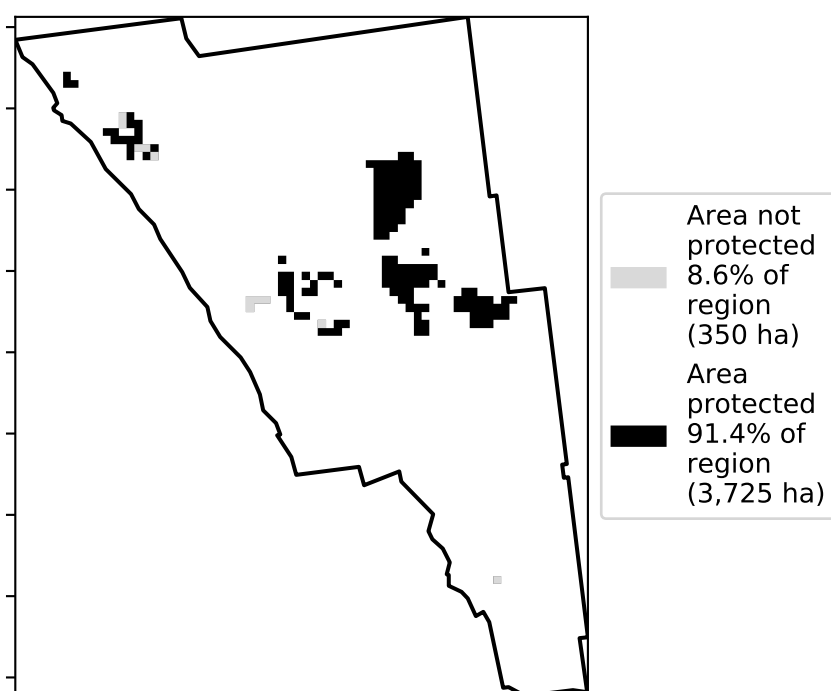 Area not
protected
8.6% of
region
(350 ha)
Area
protected
91.4% of
region
(3,725 ha)